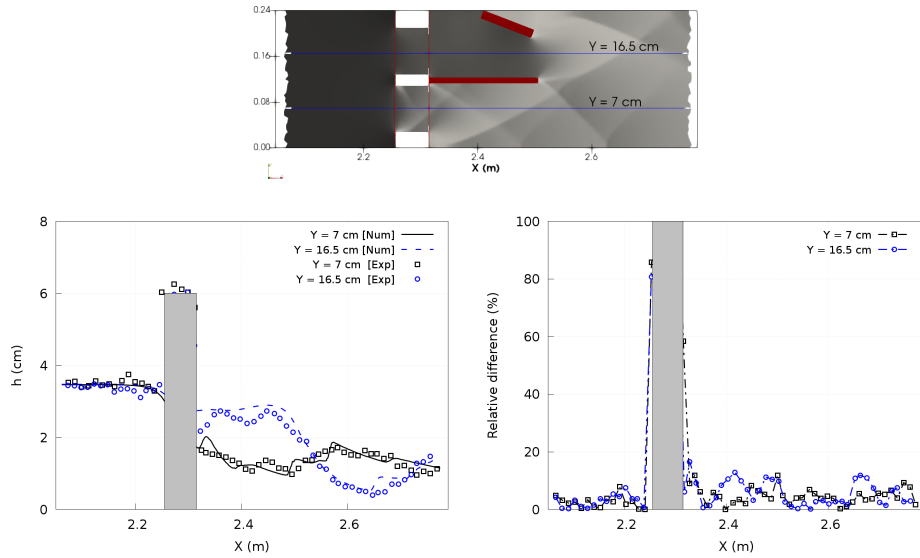 0.24
0.16
0.08
0.00
Y = 16.5 cm
Y = 7 cm
2.2 2.4 2.6
X (m)
8
6
4
2
0
h (cm)
Y = 7 cm [Num]
Y = 16.5 cm [Num]
Y = 7 cm [Exp]
Y = 16.5 cm [Exp]
2.2 2.4 2.6
X (m)
100
80
60
40
20
0
Relative difference (%)
Y = 7 cm
Y = 16.5 cm
2.2 2.4 2.6
X (m)